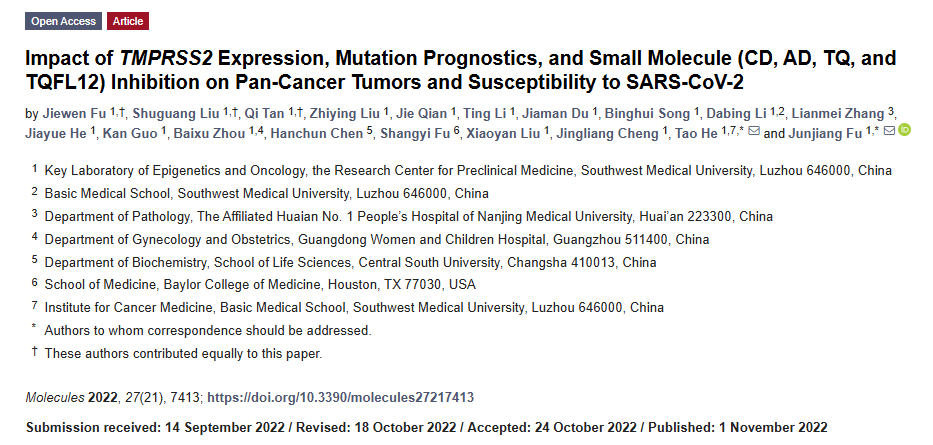 Open Access Article
Impact of TMPRSS2 Expression, Mutation Prognostics, and Small Molecule (CD, AD, TQ, and
TQFL12) Inhibition on Pan-Cancer Tumors and Susceptibility to SARS-CoV-2
by Jiewen Fu 1,†, Shuguang Liu 1,†, Qi Tan 1,†, Zhiying Liu 1, Jie Qian 1, Ting Li 1, Jiaman Du 1, Binghui Song 1, Dabing Li 1,2, Lianmei Zhang 3,
Jiayue He 1, Kan Guo 1, Baixu Zhou 1,4, Hanchun Chen 5, Shangyi Fu 6, Xiaoyan Liu 1, Jingliang Cheng 1, Tao He 1,7,* and Junjiang Fu 1,* iD
1 Key Laboratory of Epigenetics and Oncology, the Research Center for Preclinical Medicine, Southwest Medical University, Luzhou 646000, China
2 Basic Medical School, Southwest Medical University, Luzhou 646000, China
3 Department of Pathology, The Affiliated Huaian No. 1 People’s Hospital of Nanjing Medical University, Huai’an 223300, China
4 Department of Gynecology and Obstetrics, Guangdong Women and Children Hospital, Guangzhou 511400, China
5 Department of Biochemistry, School of Life Sciences, Central South University, Changsha 410013, China
6 School of Medicine, Baylor College of Medicine, Houston, TX 77030, USA
7 Institute for Cancer Medicine, Basic Medical School, Southwest Medical University, Luzhou 646000, China
* Authors to whom correspondence should be addressed.
† These authors contributed equally to this paper.
Molecules 2022, 27(21), 7413; https://doi.org/10.3390/molecules27217413
Submission received: 14 September 2022 / Revised: 18 October 2022 / Accepted: 24 October 2022 / Published: 1 November 2022